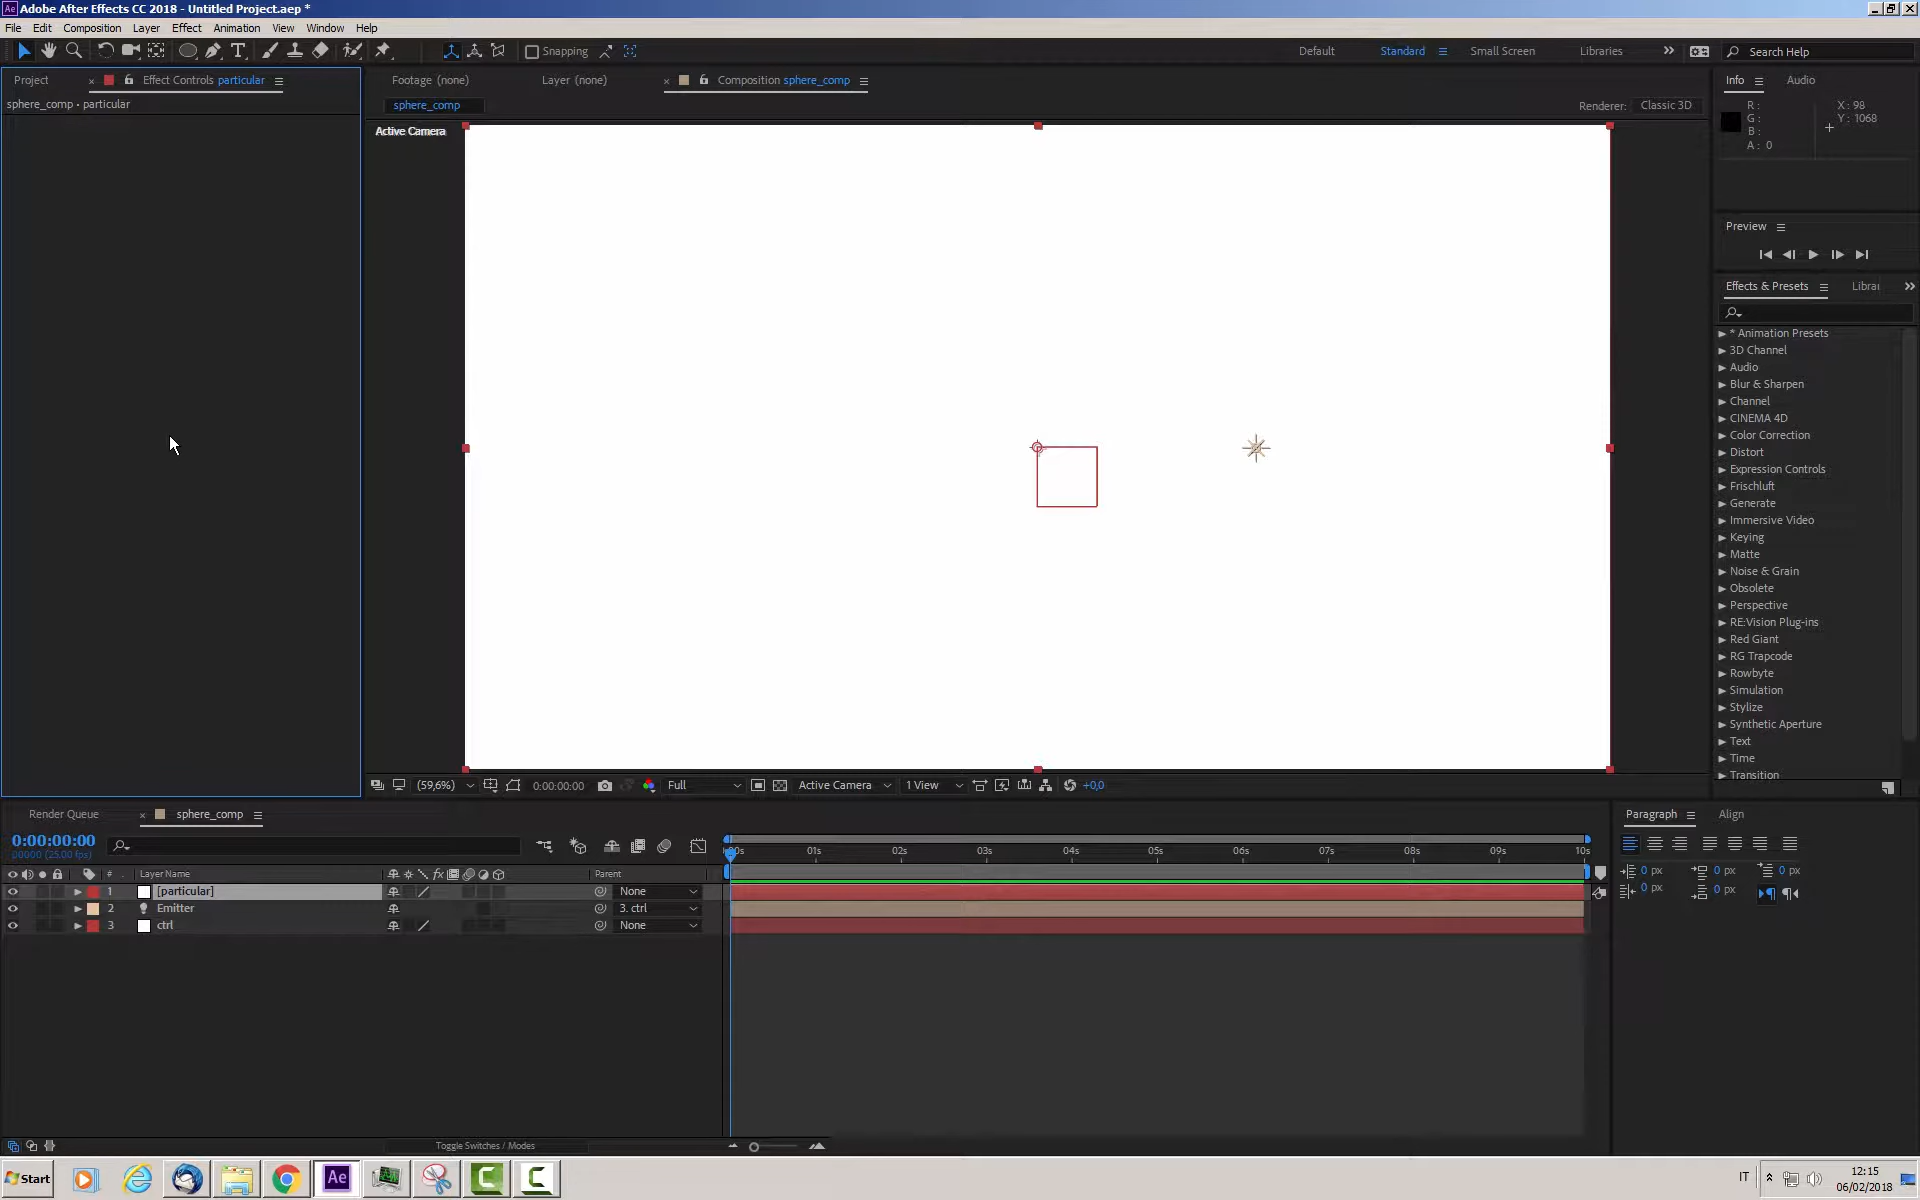 Adobe After Effects CC 2018 - Untitled Project.aep *
File Edit Composition Layer Effect Animation View Window Help
Snapping
Default Standard Small Screen Libraries Search Help
Project Effect Controls particular
sphere_comp • particular
Footage (none) Layer (none) Composition sphere_comp
sphere_comp
Renderer: Classic 3D
Active Camera
Info Audio
R: X: 98
G: Y: 1068
B:
A: 0
Preview
Effects & Presets Librai
* Animation Presets
3D Channel
Audio
Blur & Sharpen
Channel
CINEMA 4D
Color Correction
Distort
Expression Controls
Frischluft
Generate
Immersive Video
Keying
Matte
Noise & Grain
Obsolete
Perspective
RE:Vision Plug-ins
Red Giant
RG Trapcode
Rowbyte
Simulation
Stylize
Synthetic Aperture
Text
Time
Transition
(59,6%) 0:00:00:00 Full Active Camera 1 View +0,0
Render Queue sphere_comp
0:00:00:00
00000 (25.00 fps)
# Layer Name Parent
1 [particular] None
2 Emitter 3. ctrl
3 ctrl None
01s 02s 03s 04s 05s 06s 07s 08s 09s 10s
Toggle Switches / Modes
Paragraph Align
0 px 0 px 0 px
0 px 0 px
Start Ae IT 12:15
06/02/2018